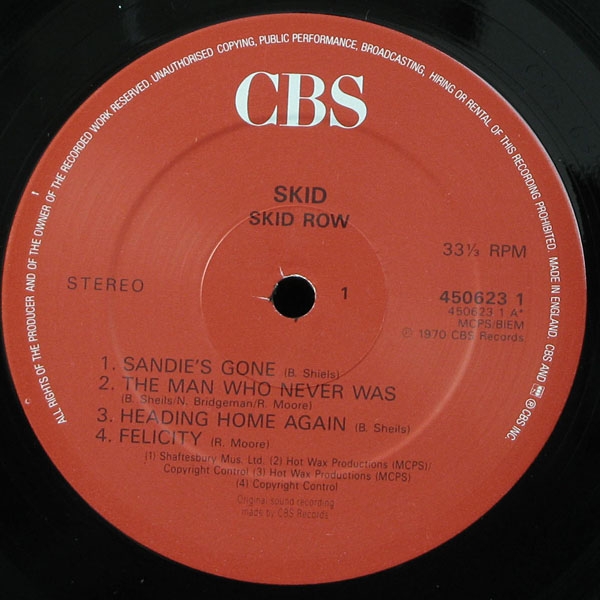 ALL RIGHTS OF THE PRODUCER AND OF THE OWNER OF THE RECORDED WORK RESERVED. UNAUTHORISED COPYING, PUBLIC PERFORMANCE, BROADCASTING, HIRING OR RENTAL OF THIS RECORDING PROHIBITED. MADE IN ENGLAND. CBS AND ℗ CBS INC.
CBS
SKID
SKID ROW
33⅓ RPM
STEREO
1
450623 1
450623 1 A*
MCPS/BIEM
© 1970 CBS Records
1. SANDIE'S GONE (B. Shiels)
2. THE MAN WHO NEVER WAS
(B. Sheils/N. Bridgeman/R. Moore)
3. HEADING HOME AGAIN (B. Sheils)
4. FELICITY (R. Moore)
(1) Shaftesbury Mus. Ltd. (2) Hot Wax Productions (MCPS)/
Copyright Control (3) Hot Wax Productions (MCPS)
(4) Copyright Control
Original sound recording
made by CBS Records